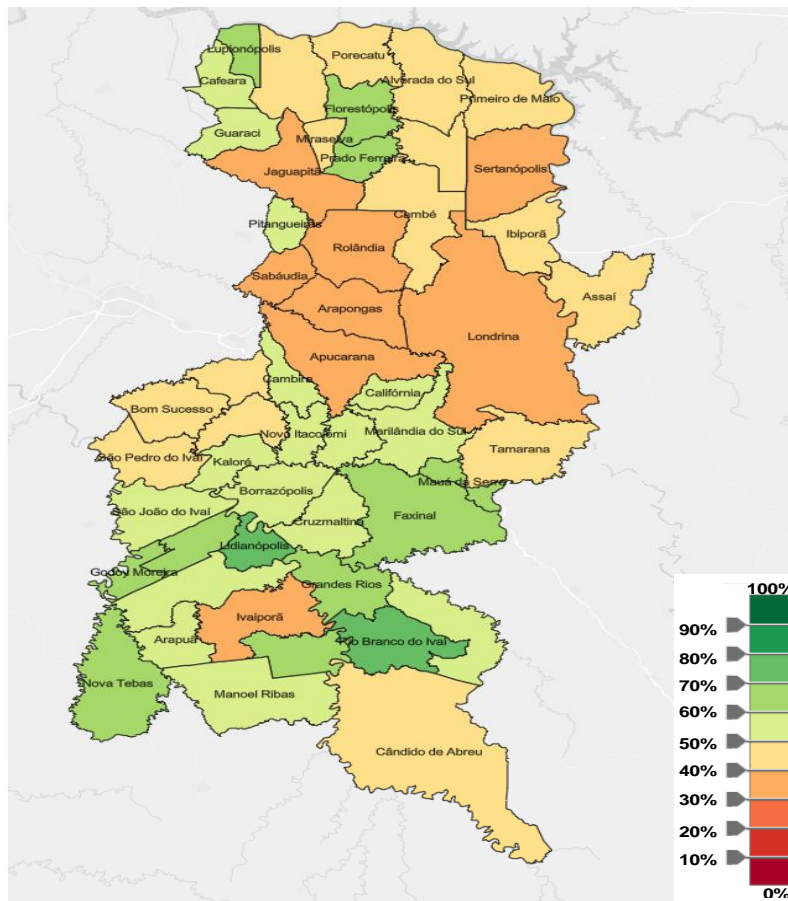 Lupionópolis
Porecatu
Cafeara
Alverada do Sul
Primeiro de Maio
Florestópolis
Guaraci
Miraselva
Prado Ferreira
Jaguapitã
Sertanópolis
Pitangueiras
Cambé
Rolândia
Ibiporã
Sabáudia
Assaí
Arapongas
Londrina
Apucarana
Cambira
Califórnia
Bom Sucesso
Novo Itacolomi
Marilândia do Sul
Tamarana
São Pedro do Ivaí
Kaloré
Mauá da Serra
Borrazópolis
São João do Ivaí
Cruzmaltina
Faxinal
Lidianópolis
Godoy Moreira
Grandes Rios
Ivaiporã
Arapuã
Rio Branco do Ivaí
Nova Tebas
Manoel Ribas
Cândido de Abreu
100%
90%
80%
70%
60%
50%
40%
30%
20%
10%
0%